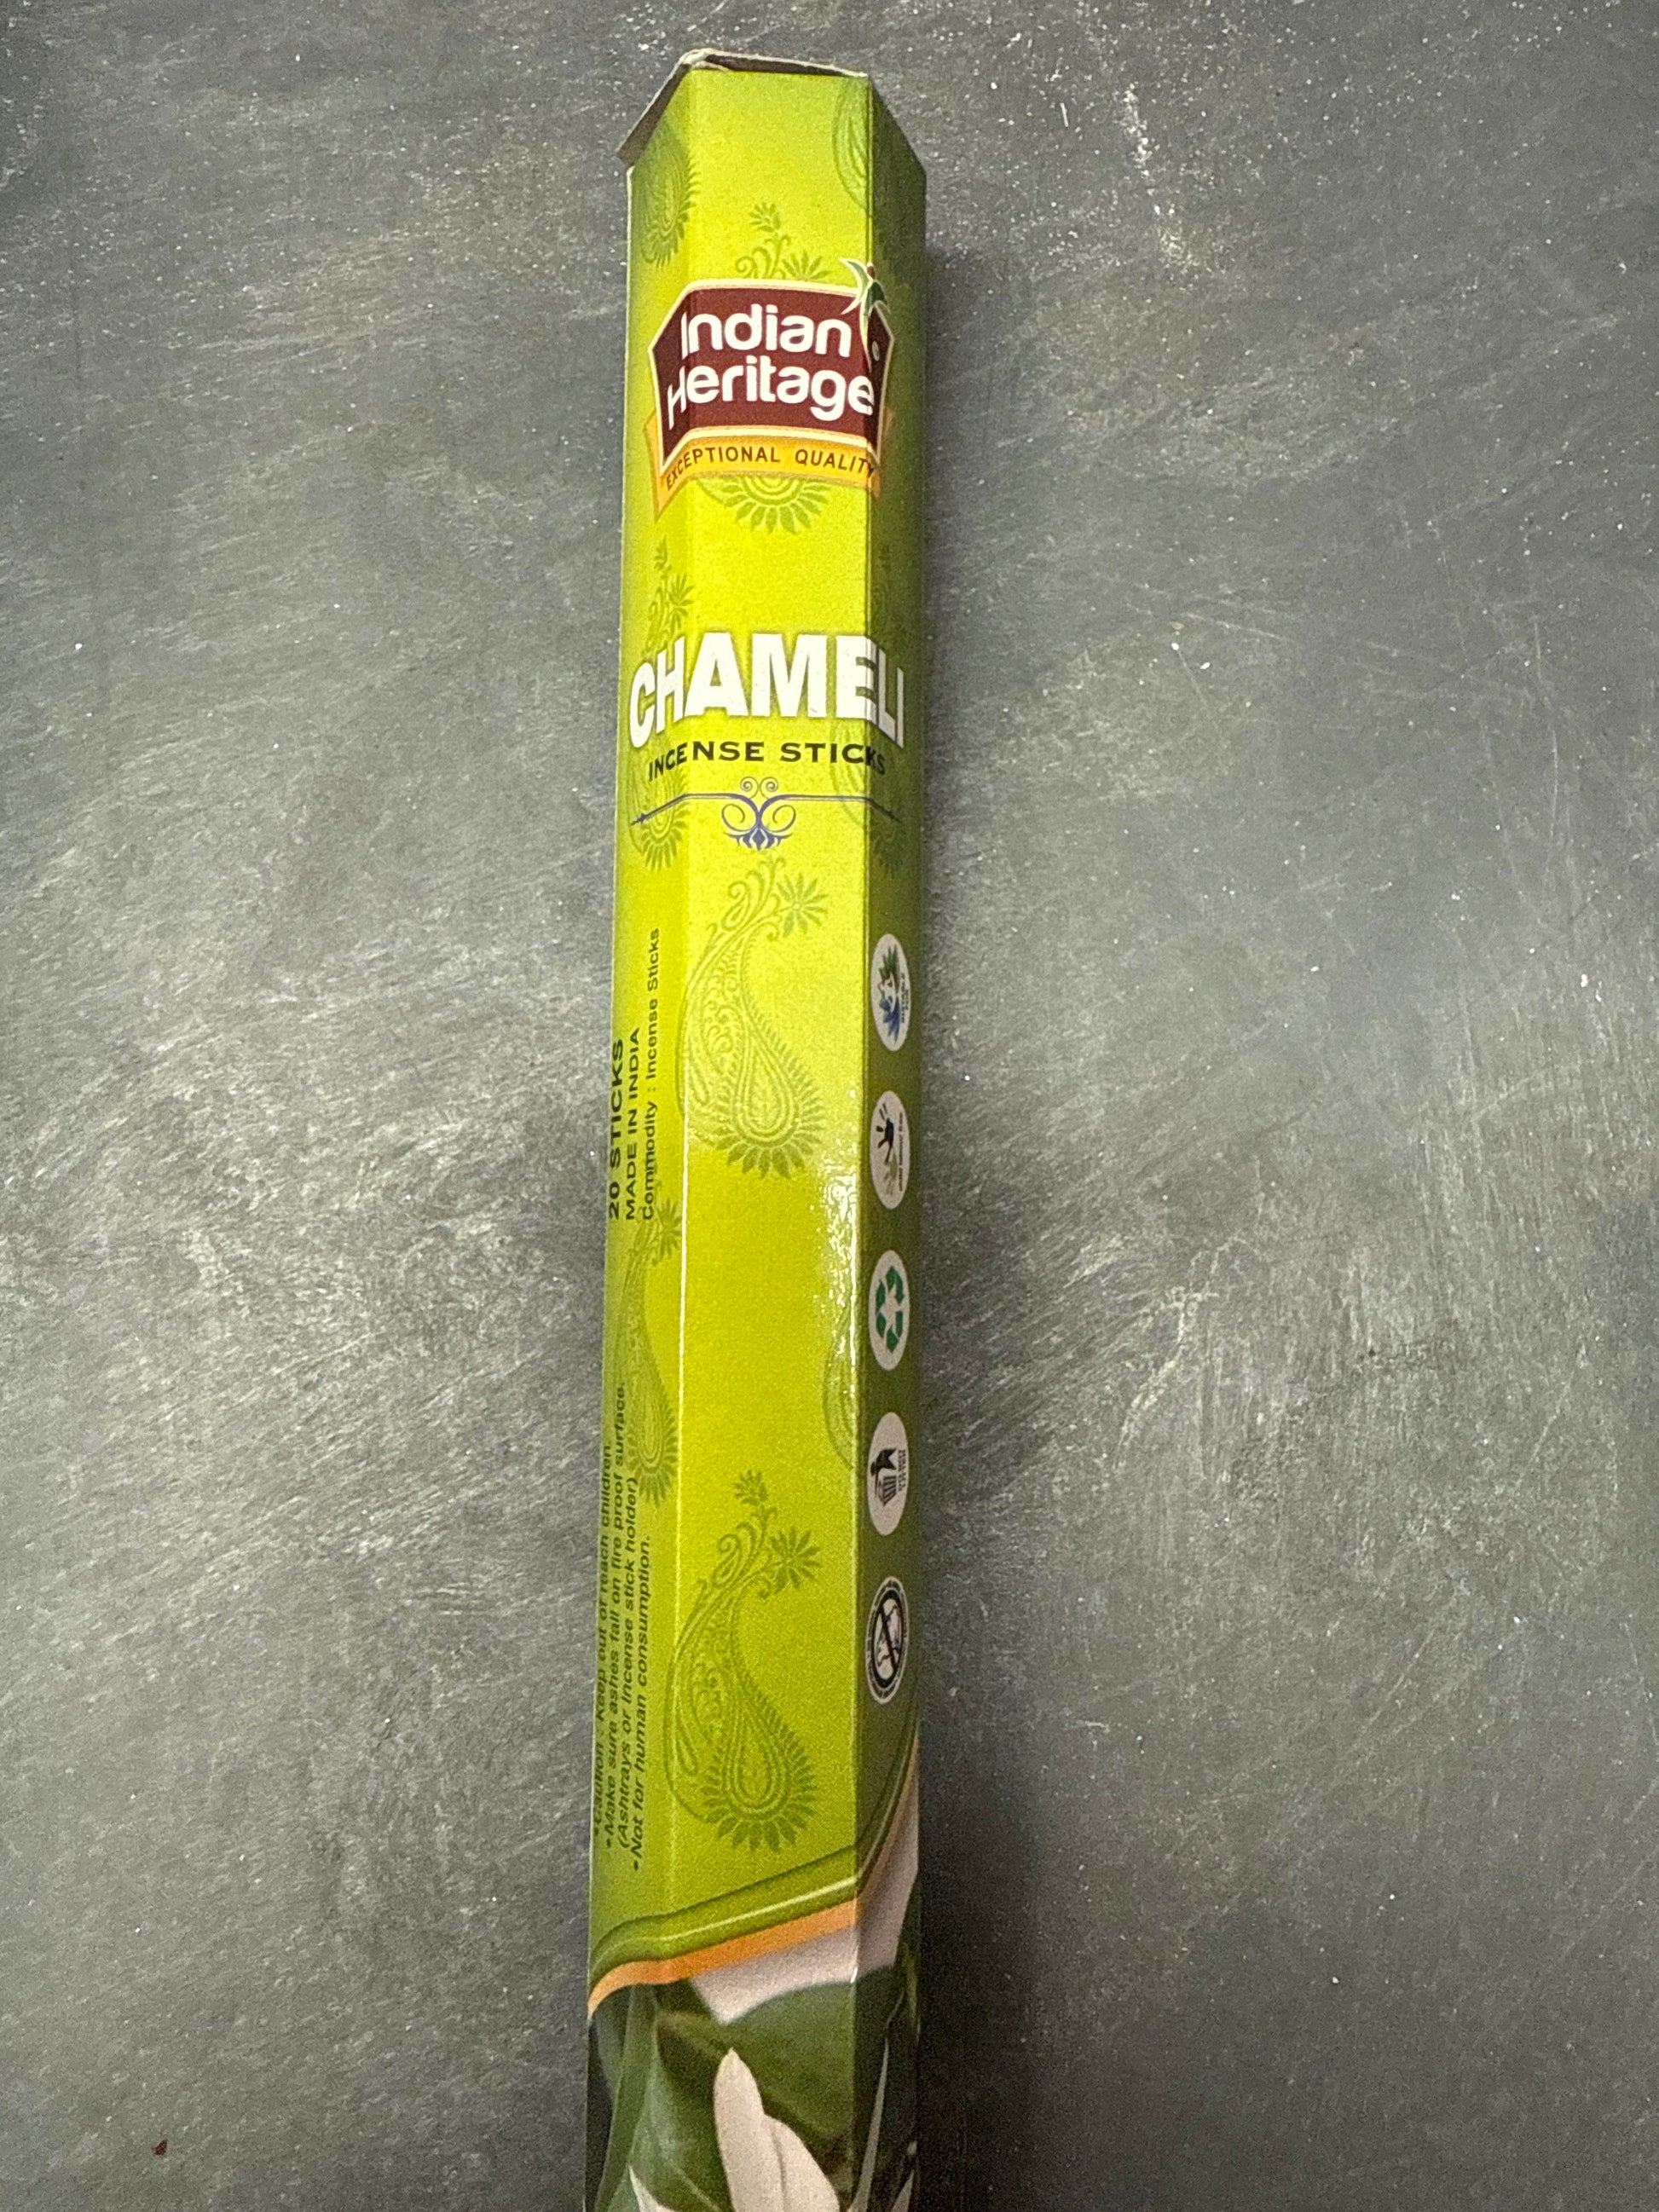 Indian
Heritage
EXCEPTIONAL QUALITY
CHAMELI
INCENSE STICKS
20 STICKS
MADE IN INDIA
Commodity : Incense Sticks
•Caution : Keep out of reach children.
•Make sure ashes fall on fire proof surface.
(Ashtrays or Incense stick holder)
•Not for human consumption.